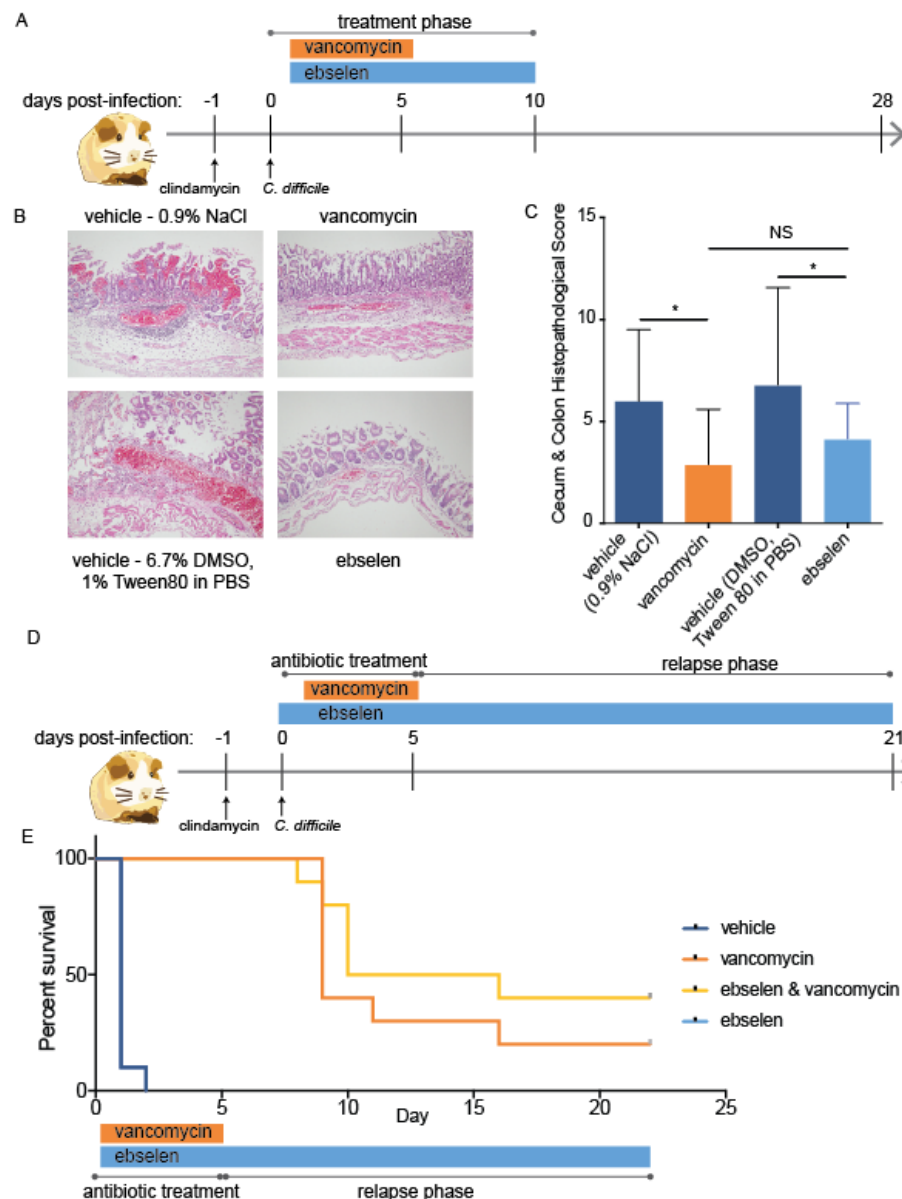 A
treatment phase
vancomycin
ebselen
days post-infection: -1 0 5 10 28
clindamycin
C. difficile
B
vehicle - 0.9% NaCl
vancomycin
vehicle - 6.7% DMSO,
1% Tween80 in PBS
ebselen
C
Cecum & Colon Histopathological Score
15
10
5
0
NS
*
*
vehicle
(0.9% NaCl)
vancomycin
vehicle (DMSO,
Tween 80 in PBS)
ebselen
D
antibiotic treatment
relapse phase
vancomycin
ebselen
days post-infection: -1 0 5 21
clindamycin
C. difficile
E
Percent survival
100
50
0
0 5 10 15 20 25
Day
vehicle
vancomycin
ebselen & vancomycin
ebselen
vancomycin
ebselen
antibiotic treatment
relapse phase